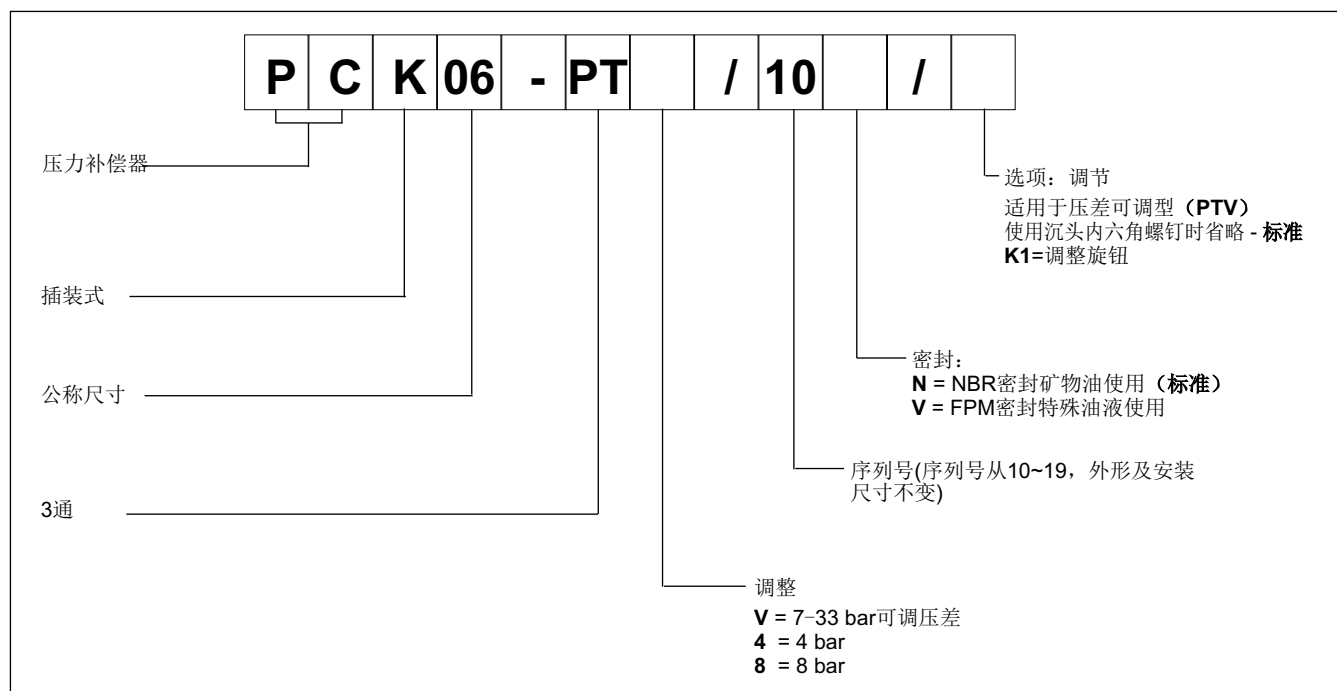 P C K 06 - PT / 10 /
压力补偿器
插装式
公称尺寸
3通
选项：调节
适用于压差可调型（PTV）
使用沉头内六角螺钉时省略 - 标准
K1=调整旋钮
密封：
N = NBR密封矿物油使用（标准）
V = FPM密封特殊油液使用
序列号(序列号从10~19，外形及安装
尺寸不变)
调整
V = 7-33 bar可调压差
4 = 4 bar
8 = 8 bar